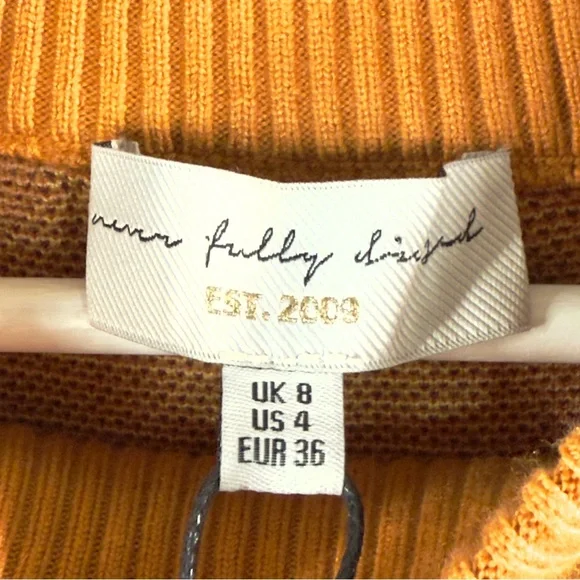 never fully dressed
EST. 2009
UK 8
US 4
EUR 36